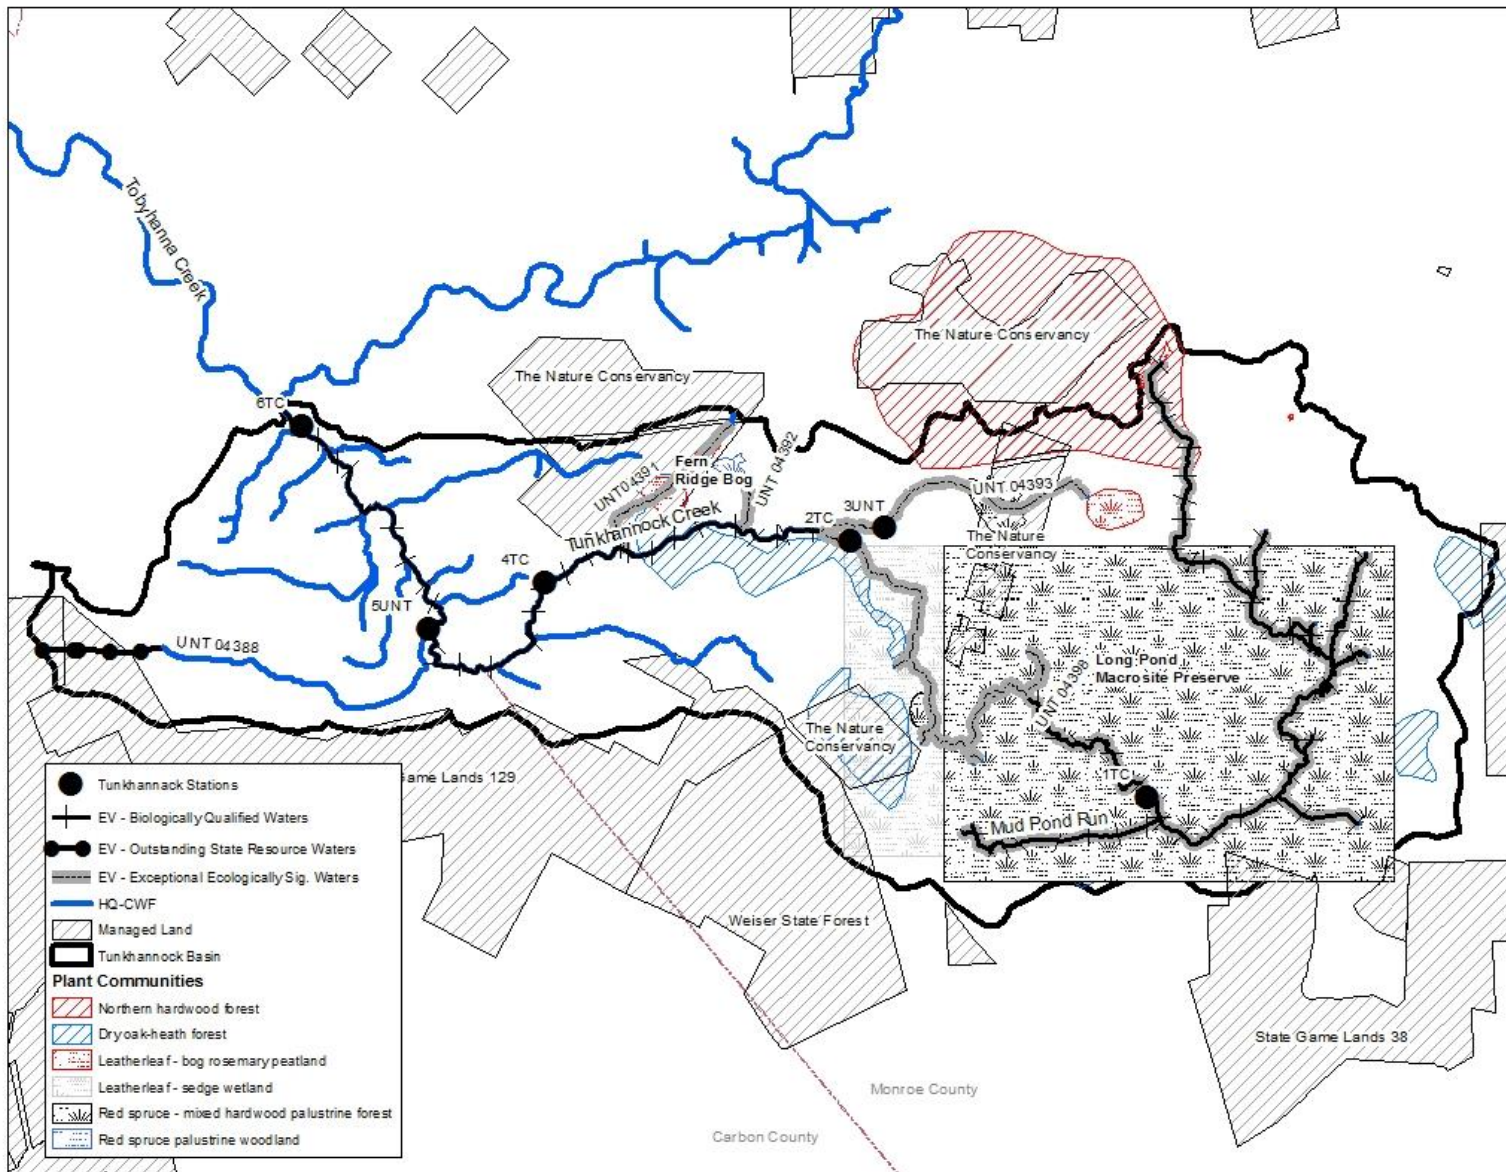 Tobyhanna Creek
The Nature Conservancy
The Nature Conservancy
6TC
Fern
Ridge Bog
UNT04391
UNT 04392
UNT 04393
3UNT
2TC
Tunkhannock Creek
The Nature
Conservancy
4TC
5UNT
UNT 04388
UNT 04398
Long Pond
Macrosite Preserve
The Nature
Conservancy
1TC
Mud Pond Run
Game Lands 129
Weiser State Forest
State Game Lands 38
Monroe County
Carbon County
Tunkhannack Stations
EV - Biologically Qualified Waters
EV - Outstanding State Resource Waters
EV - Exceptional Ecologically Sig. Waters
HQ-CWF
Managed Land
Tunkhannock Basin
Plant Communities
Northern hardwood forest
Dry oak-heath forest
Leatherleaf - bog rosemary peatland
Leatherleaf - sedge wetland
Red spruce - mixed hardwood palustrine forest
Red spruce palustrine woodland